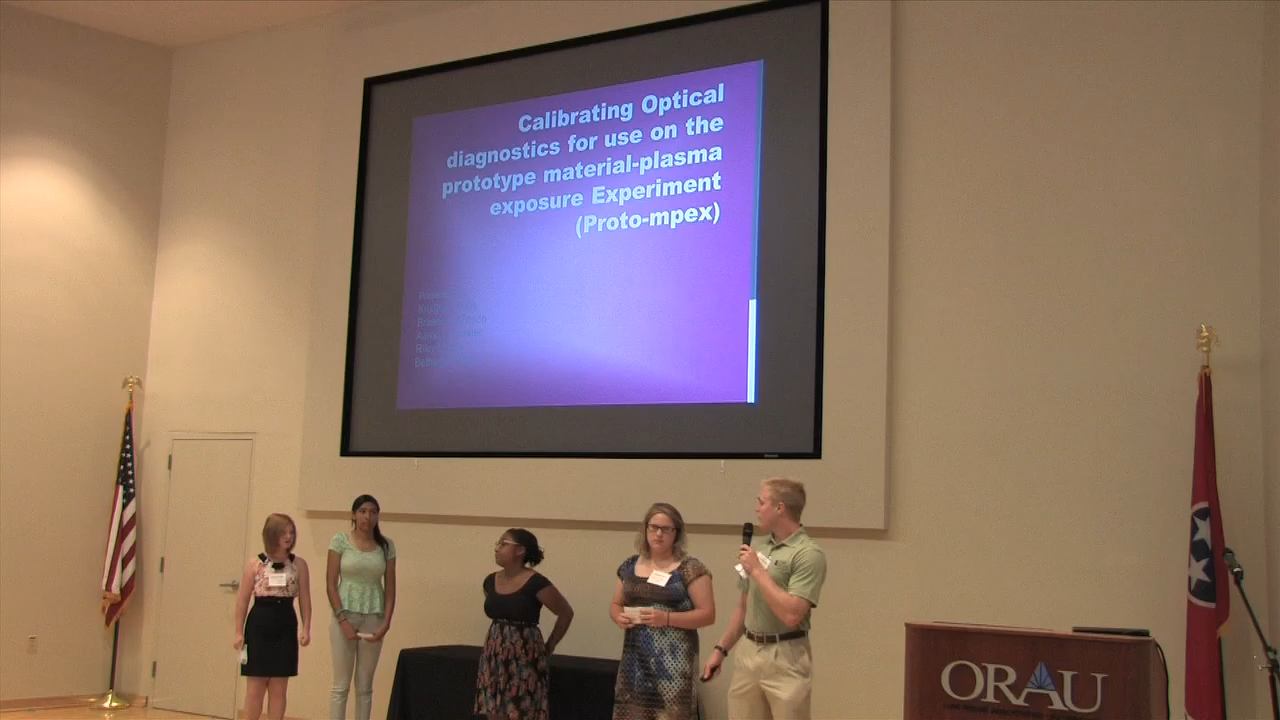 Calibrating Optical
diagnostics for use on the
prototype material-plasma
exposure Experiment
(Proto-mpex)
ORAU